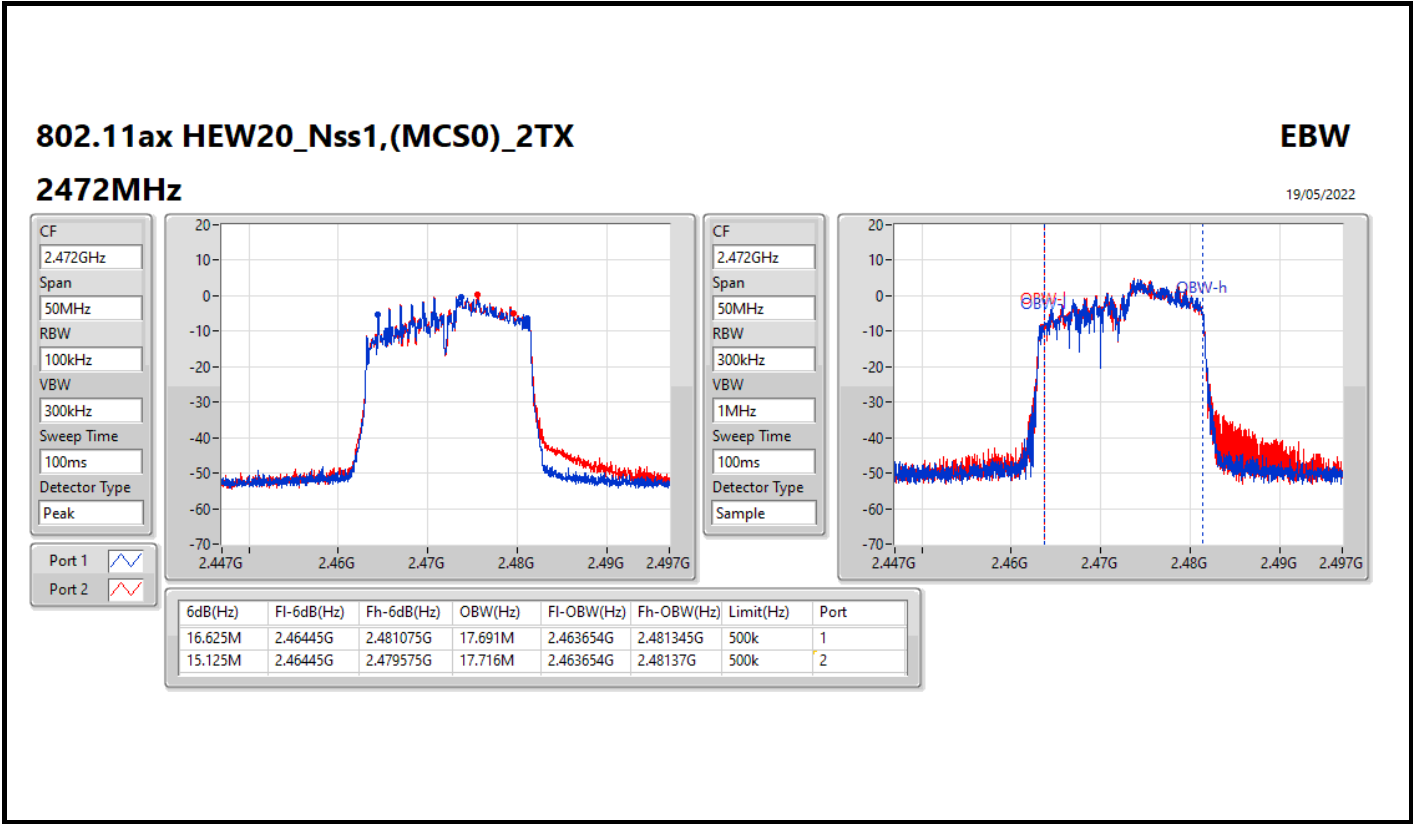 802.11ax HEW20_Nss1,(MCS0)_2TX
EBW
2472MHz
19/05/2022
CF
2.472GHz
Span
50MHz
RBW
100kHz
VBW
300kHz
Sweep Time
100ms
Detector Type
Peak
Port 1
Port 2
20
10
0
-10
-20
-30
-40
-50
-60
-70
2.447G 2.46G 2.47G 2.48G 2.49G 2.497G
CF
2.472GHz
Span
50MHz
RBW
300kHz
VBW
1MHz
Sweep Time
100ms
Detector Type
Sample
20
10
0
-10
-20
-30
-40
-50
-60
-70
OBW-l
OBW-l
OBW-h
2.447G 2.46G 2.47G 2.48G 2.49G 2.497G
6dB(Hz) Fl-6dB(Hz) Fh-6dB(Hz) OBW(Hz) Fl-OBW(Hz) Fh-OBW(Hz) Limit(Hz) Port
16.625M 2.46445G 2.481075G 17.691M 2.463654G 2.481345G 500k 1
15.125M 2.46445G 2.479575G 17.716M 2.463654G 2.48137G 500k 2